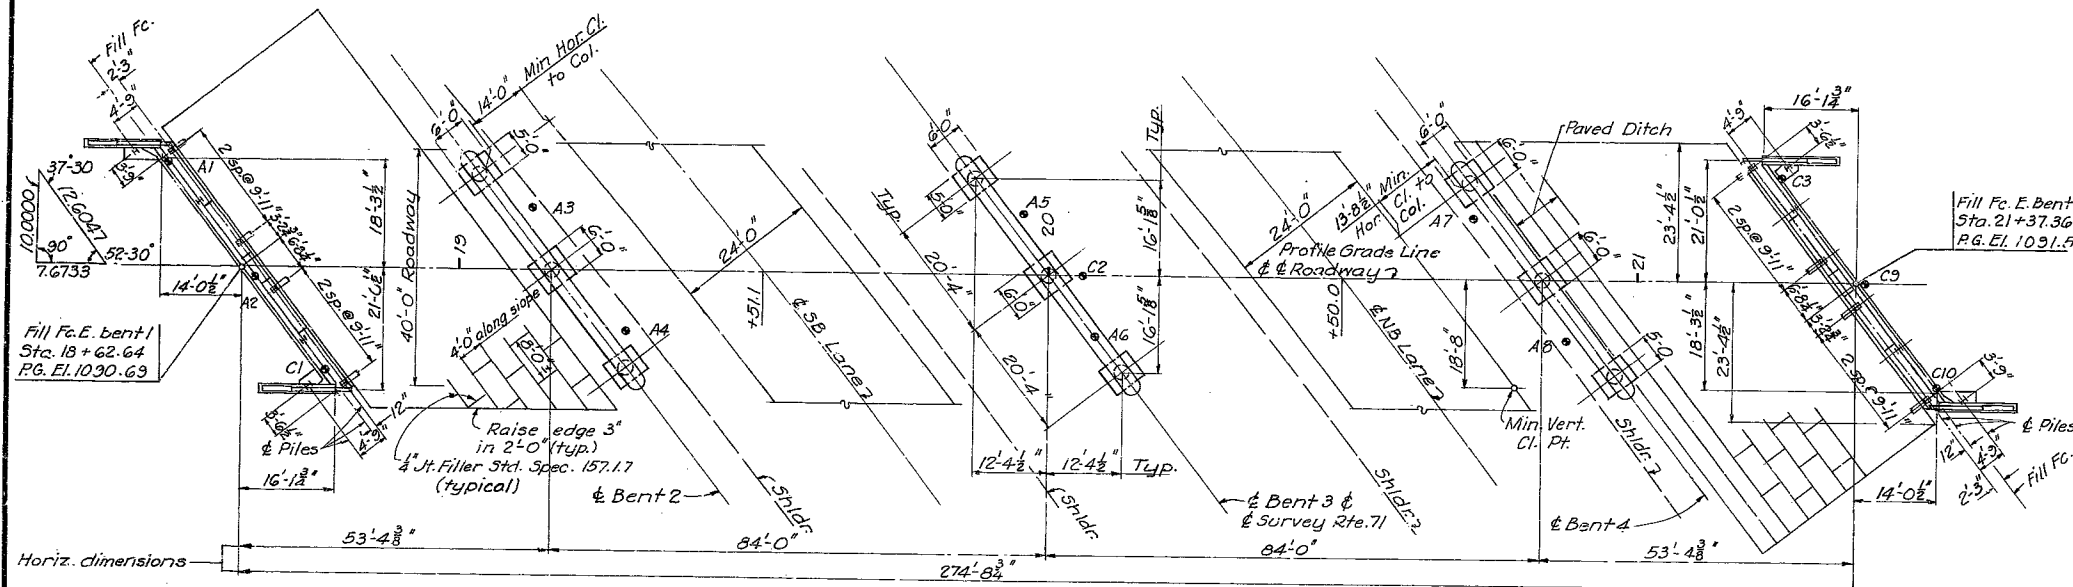 Fill Fc.
2'-3"
4'-9"
3'-9"
A1
2 sp.@ 9'-11"
18'-3½"
37°-30
12.6047
10.0000
90°
52-30°
7.6733
14'-0½"
A2
21'-0½"
2 sp.@ 9'-11"
Fill Fc. E. bent 1
Sta. 18+62.64
P.G. El. 1090.69
C1
3'-6½"
℄ Piles
4'-9"
12"
16'-1¾"
Min Hor. Cl.
to Col.
14'-0"
6'-0"
5'-0"
40'-0" Roadway
-19
A3
6'-0"
A4
4'-0" along slope
Raise edge 3"
in 2'-0" (typ.)
¼" Jt. Filler Std. Spec. 157.1.7
(typical)
℄ Bent 2
Shldr.
24'-0"
+51.1
℄ SB. Lane
6'-0"
Typ.
5'-0"
A5
20
C2
6'-0"
20'-4"
20'-4
A6
Typ.
16'-1⅝"
16'-1⅝"
12'-4½"
12'-4½"
Typ.
Shldr.
℄ Bent 3 &
℄ Survey Rte. 71
24'-0"
13'-8½" Min.
Hor. Cl. to
Col.
Profile Grade Line
& ℄ Roadway
+50.0
℄ NB Lane
18'-8"
Min. Vert.
Cl. Pt.
Shldr.
6'-0"
Paved Ditch
6'-0"
A7
6'-0"
-21
A8
5'-0
Shldr.
℄ Bent 4
23'-4½"
21'-0½"
18'-3½"
23'-4½"
16'-1¾"
4'-9"
3'-6½"
C3
2 sp@ 9'-11"
Fill Fc. E. Bent
Sta. 21+37.36
P.G. El. 1091.5
C9
C10
3'-9"
℄ Piles
12"
4'-9"
2'-3"
Fill Fc.
14'-0½"
53'-4⅜"
84'-0"
84'-0"
53'-4⅜"
Horiz. dimensions
274'-8¾"